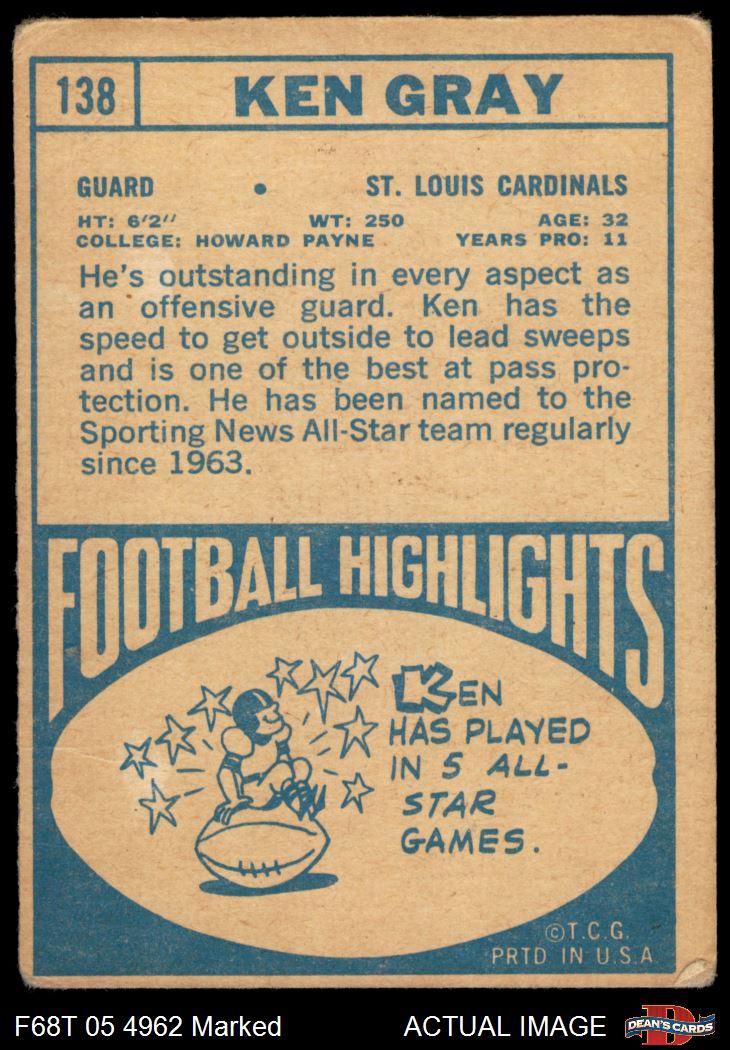 138 KEN GRAY
GUARD • ST. LOUIS CARDINALS
HT: 6'2" WT: 250 AGE: 32
COLLEGE: HOWARD PAYNE YEARS PRO: 11
He's outstanding in every aspect as
an offensive guard. Ken has the
speed to get outside to lead sweeps
and is one of the best at pass pro-
tection. He has been named to the
Sporting News All-Star team regularly
since 1963.
FOOTBALL HIGHLIGHTS
KEN
HAS PLAYED
IN 5 ALL-
STAR
GAMES.
©T.C.G.
PRTD IN U.S.A.
F68T 05 4962 Marked ACTUAL IMAGE
D
DEAN'S CARDS